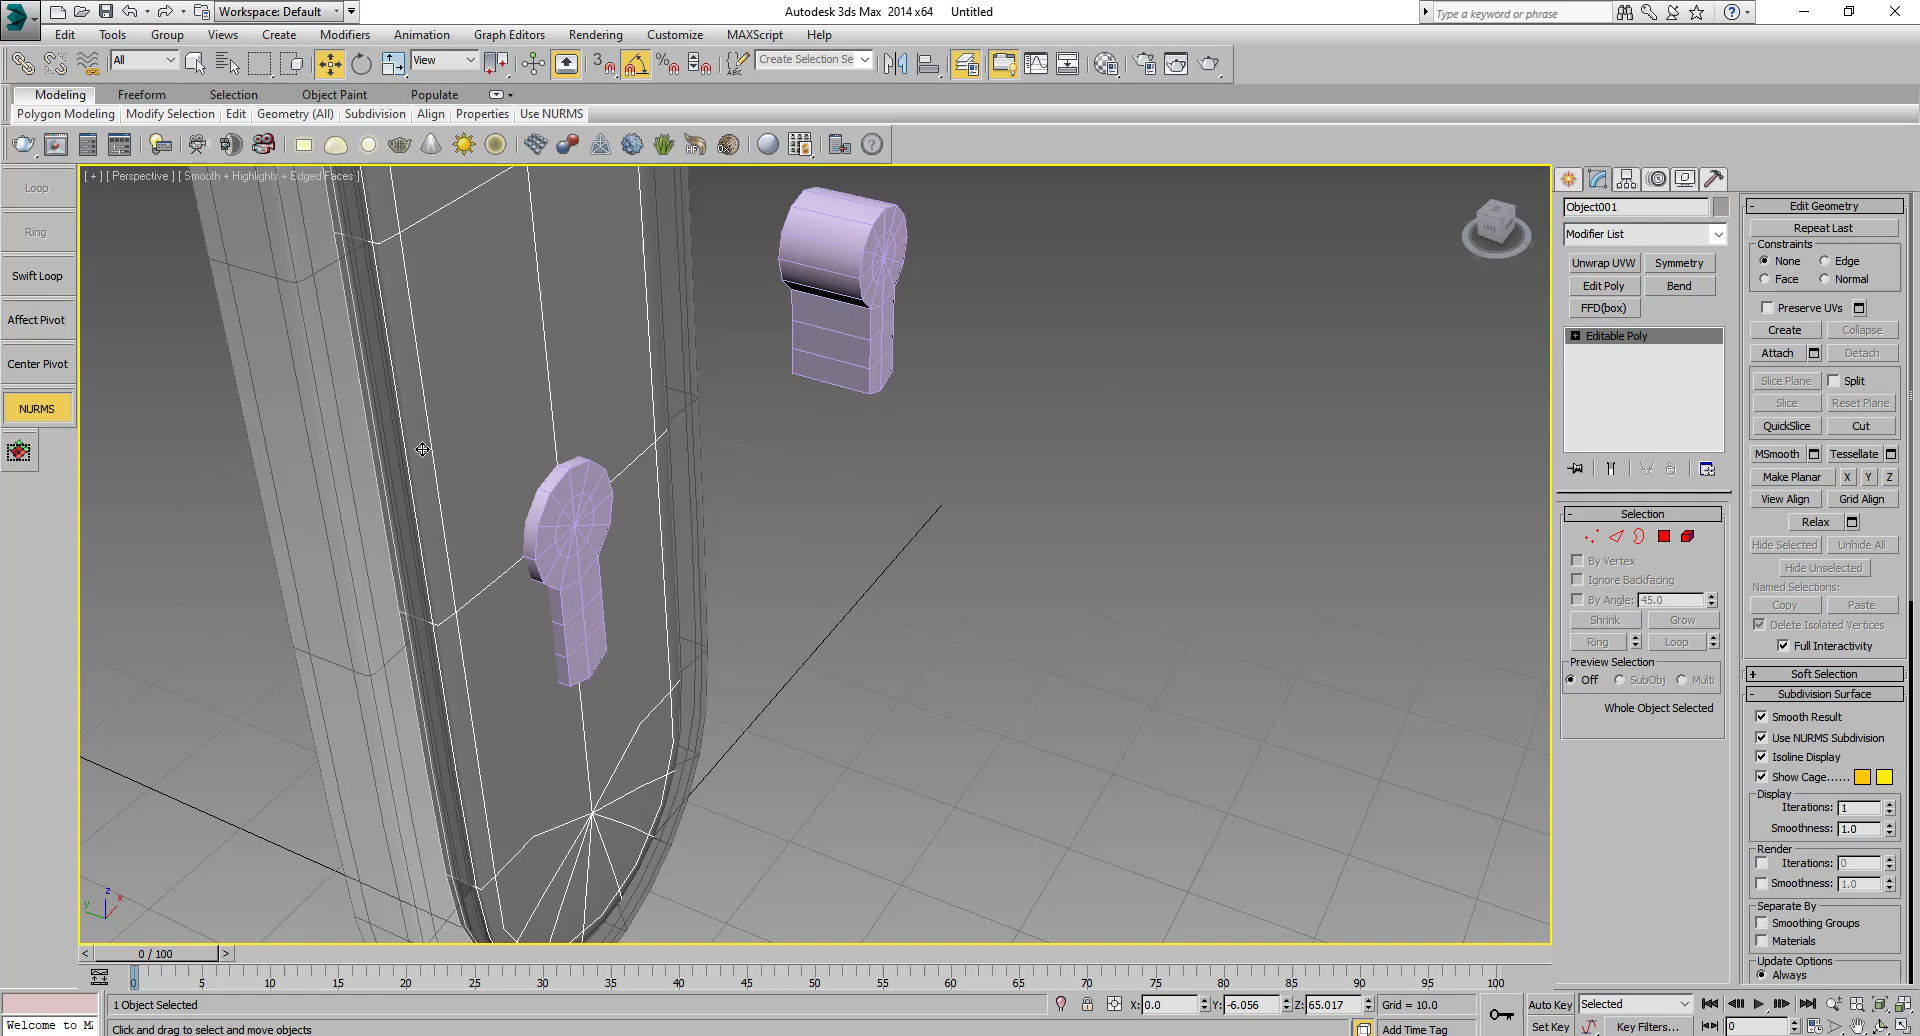 Workspace: Default
Autodesk 3ds Max 2014 x64 Untitled
Type a keyword or phrase
Edit Tools Group Views Create Modifiers Animation Graph Editors Rendering Customize MAXScript Help
All View 3 Create Selection Se
Modeling Freeform Selection Object Paint Populate
Polygon Modeling Modify Selection Edit Geometry (All) Subdivision Align Properties Use NURMS
Loop
Ring
Swift Loop
Affect Pivot
Center Pivot
NURMS
[ + ] [ Perspective ] [ Smooth + Highlights + Edged Faces ]
LEFT
z
x
y
Object001
Modifier List
Unwrap UVW Symmetry
Edit Poly Bend
FFD(box)
Editable Poly
- Selection
By Vertex
Ignore Backfacing
By Angle: 45.0
Shrink Grow
Ring Loop
Preview Selection
Off SubObj Multi
Whole Object Selected
- Edit Geometry
Repeat Last
Constraints
None Edge
Face Normal
Preserve UVs
Create Collapse
Attach Detach
Slice Plane Split
Slice Reset Plane
QuickSlice Cut
MSmooth Tessellate
Make Planar X Y Z
View Align Grid Align
Relax
Hide Selected Unhide All
Hide Unselected
Named Selections:
Copy Paste
Delete Isolated Vertices
Full Interactivity
+ Soft Selection
- Subdivision Surface
Smooth Result
Use NURMS Subdivision
Isoline Display
Show Cage......
Display
Iterations: 1
Smoothness: 1.0
Render
Iterations: 0
Smoothness: 1.0
Separate By
Smoothing Groups
Materials
Update Options
Always
< 0 / 100 >
0 5 10 15 20 25 30 35 40 45 50 55 60 65 70 75 80 85 90 95 100
1 Object Selected X: 0.0 Y: -6.056 Z: 65.017 Grid = 10.0 Auto Key Selected
Welcome to Click and drag to select and move objects Add Time Tag Set Key Key Filters... 0